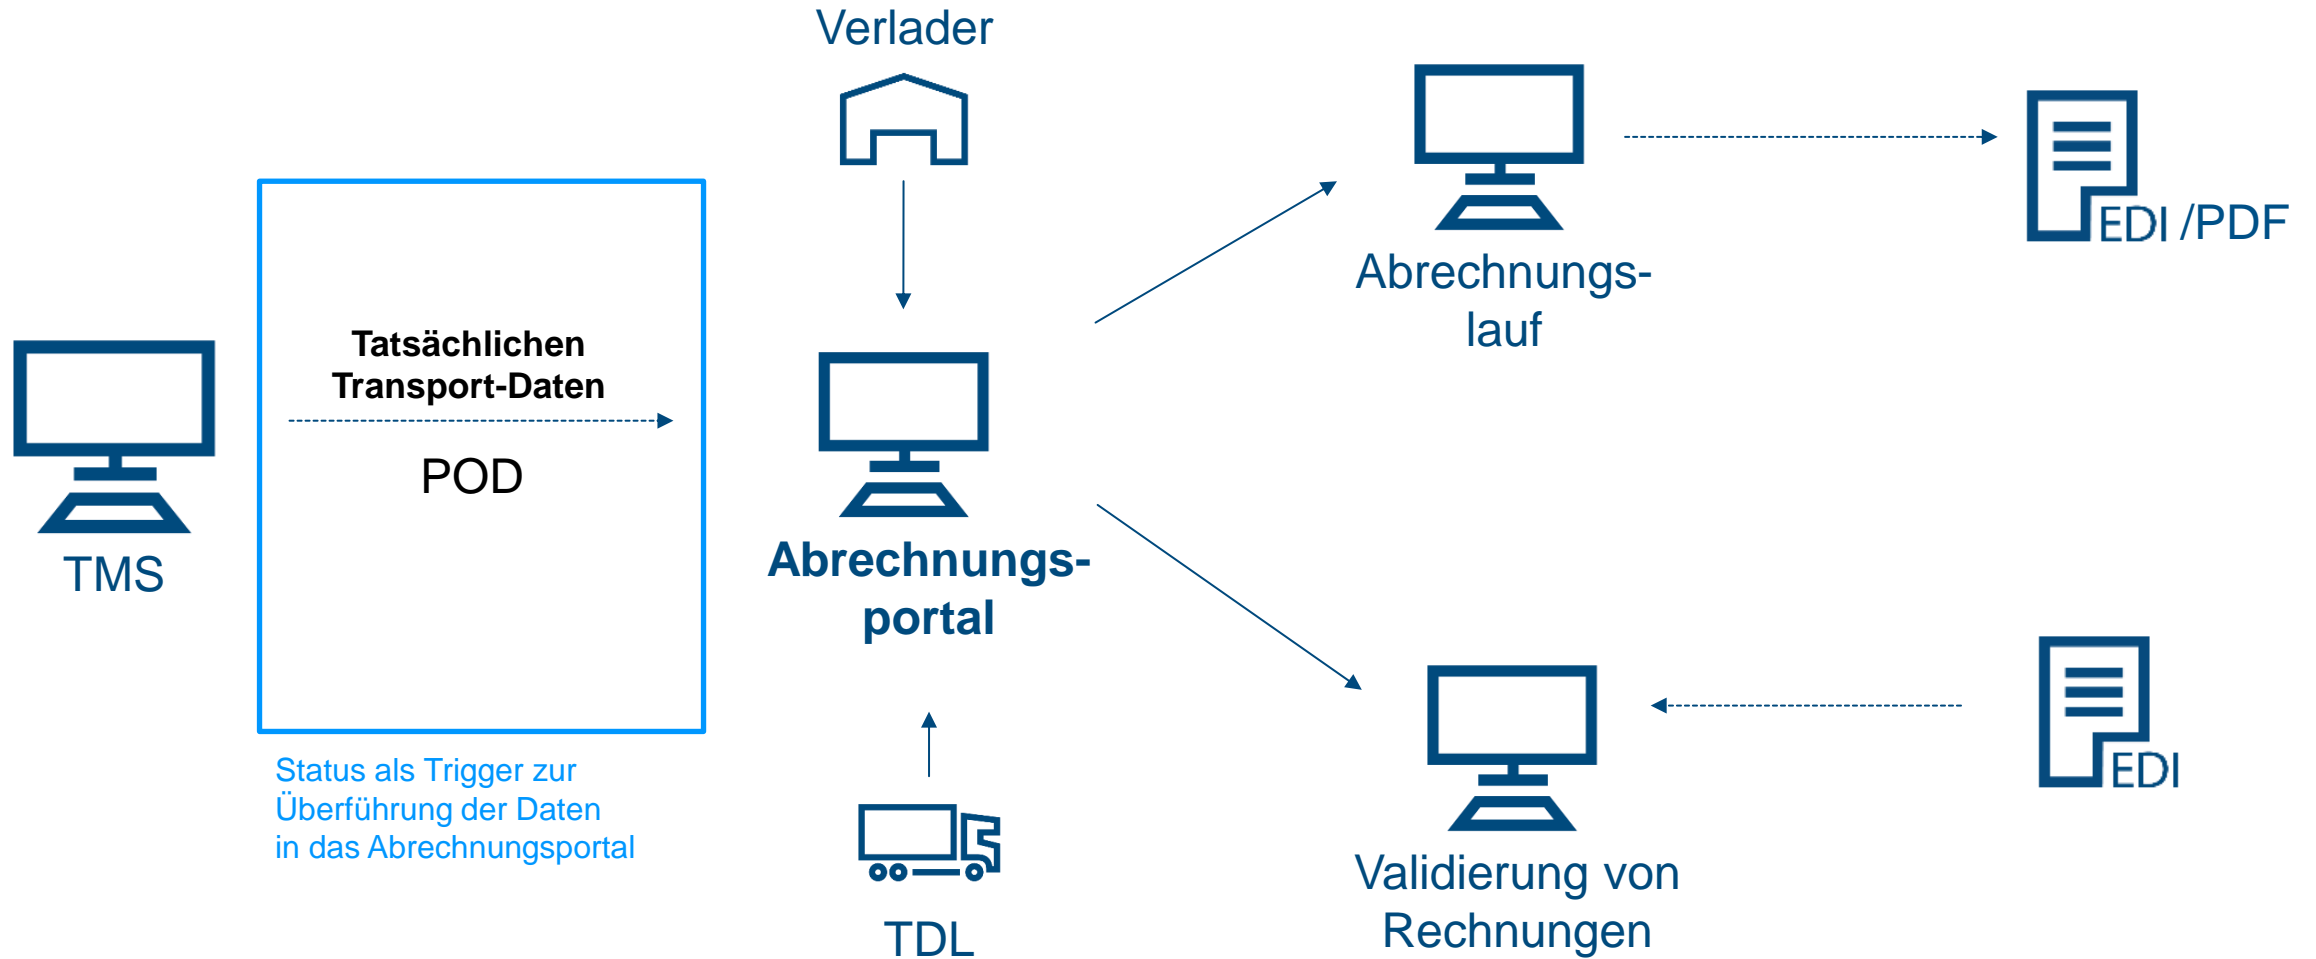 Verlader
EDI /PDF
Abrechnungs-
lauf
Tatsächlichen
Transport-Daten
POD
TMS
Abrechnungs-
portal
Status als Trigger zur
Überführung der Daten
in das Abrechnungsportal
TDL
EDI
Validierung von
Rechnungen